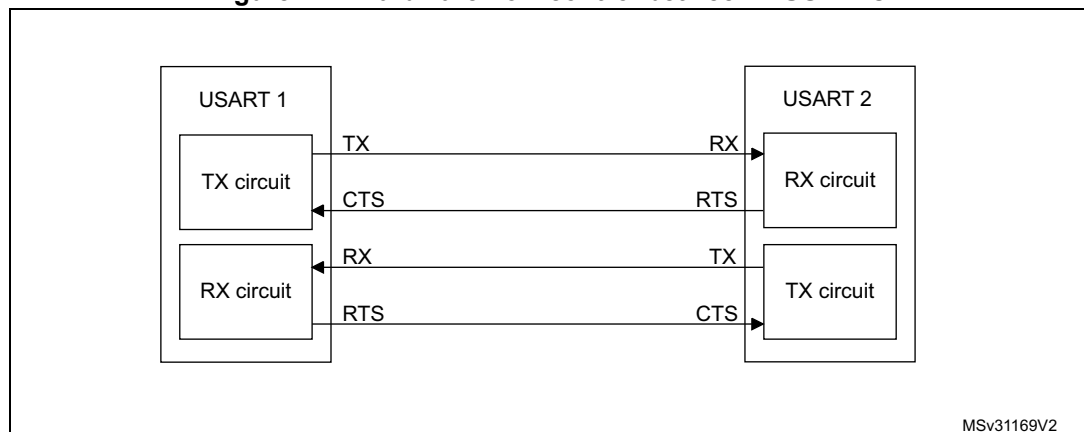 USART 1
USART 2
TX circuit
TX
RX
RX circuit
CTS
RTS
RX circuit
RX
TX
TX circuit
RTS
CTS
MSv31169V2